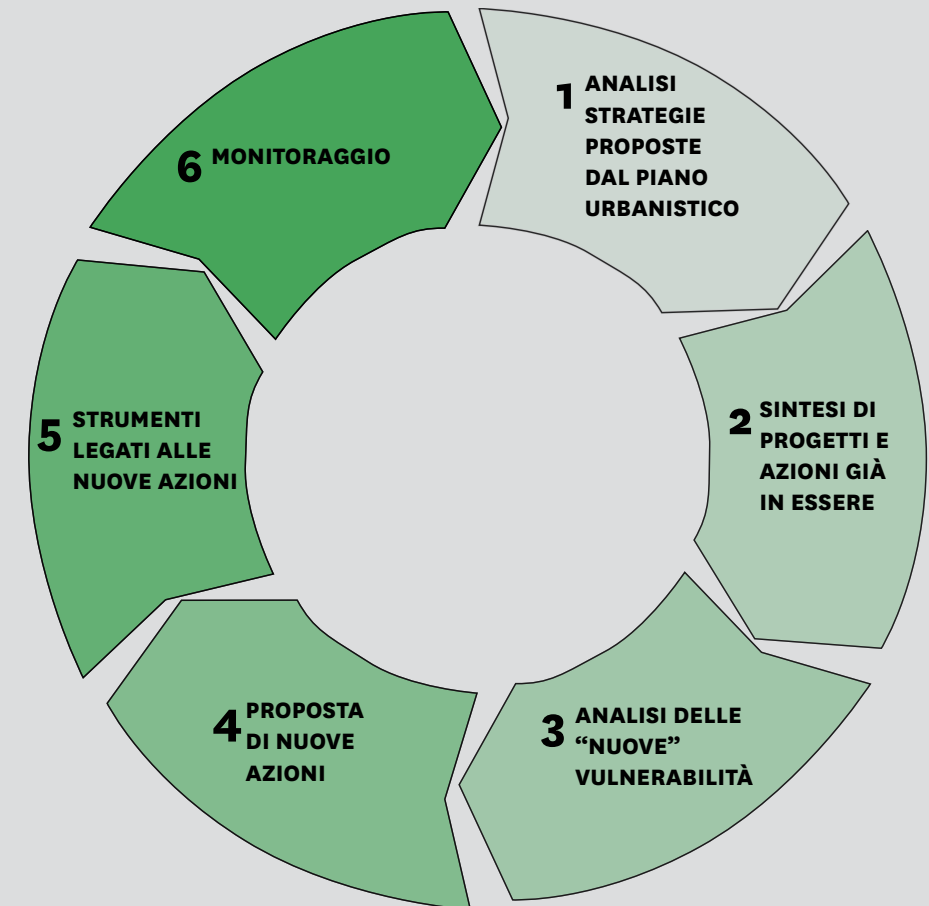 1 ANALISI
STRATEGIE
PROPOSTE
DAL PIANO
URBANISTICO
2 SINTESI DI
PROGETTI E
AZIONI GIÀ
IN ESSERE
3 ANALISI DELLE
“NUOVE”
VULNERABILITÀ
4 PROPOSTA
DI NUOVE
AZIONI
5 STRUMENTI
LEGATI ALLE
NUOVE AZIONI
6 MONITORAGGIO